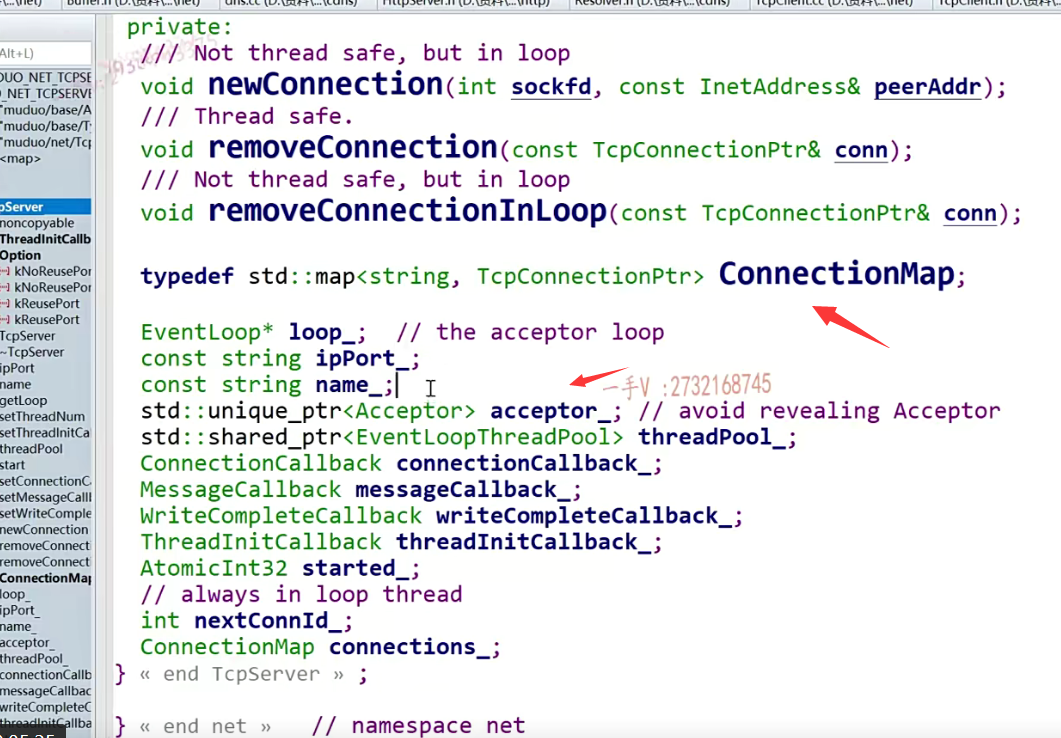 private:
/// Not thread safe, but in loop
void newConnection(int sockfd, const InetAddress& peerAddr);
/// Thread safe.
void removeConnection(const TcpConnectionPtr& conn);
/// Not thread safe, but in loop
void removeConnectionInLoop(const TcpConnectionPtr& conn);
typedef std::map<string, TcpConnectionPtr> ConnectionMap;
EventLoop* loop_; // the acceptor loop
const string ipPort_;
const string name_;
一手V :2732168745
std::unique_ptr<Acceptor> acceptor_; // avoid revealing Acceptor
std::shared_ptr<EventLoopThreadPool> threadPool_;
ConnectionCallback connectionCallback_;
MessageCallback messageCallback_;
WriteCompleteCallback writeCompleteCallback_;
ThreadInitCallback threadInitCallback_;
AtomicInt32 started_;
// always in loop thread
int nextConnId_;
ConnectionMap connections_;
} « end TcpServer » ;
} « end net » // namespace net
Alt+L)
DUO_NET_TCPSE
_NET_TCPSERVE
"muduo/base/A
"muduo/base/Ty
"muduo/net/Tcp
<map>
pServer
noncopyable
ThreadInitCallb
Option
kNoReusePor
kNoReusePor
kReusePort
kReusePort
TcpServer
~TcpServer
ipPort
name
getLoop
setThreadNum
setThreadInitCa
threadPool
start
setConnectionC
setMessageCall
setWriteComple
newConnection
removeConnect
removeConnect
ConnectionMap
loop_
ipPort_
name_
acceptor_
threadPool_
connectionCallb
messageCallbac
writeCompleteC
threadInitCallba